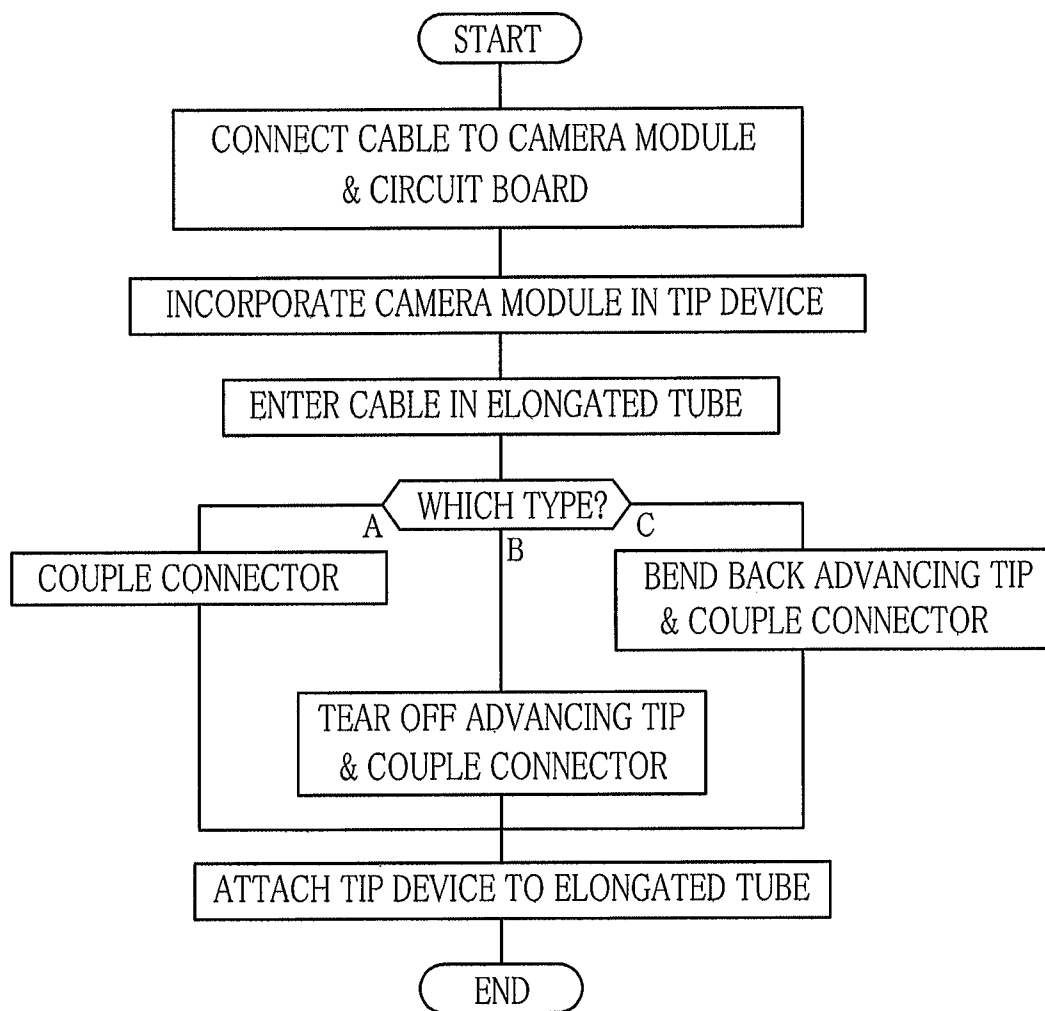 START
CONNECT CABLE TO CAMERA MODULE
& CIRCUIT BOARD
INCORPORATE CAMERA MODULE IN TIP DEVICE
ENTER CABLE IN ELONGATED TUBE
WHICH TYPE?
A
B
C
COUPLE CONNECTOR
BEND BACK ADVANCING TIP
& COUPLE CONNECTOR
TEAR OFF ADVANCING TIP
& COUPLE CONNECTOR
ATTACH TIP DEVICE TO ELONGATED TUBE
END